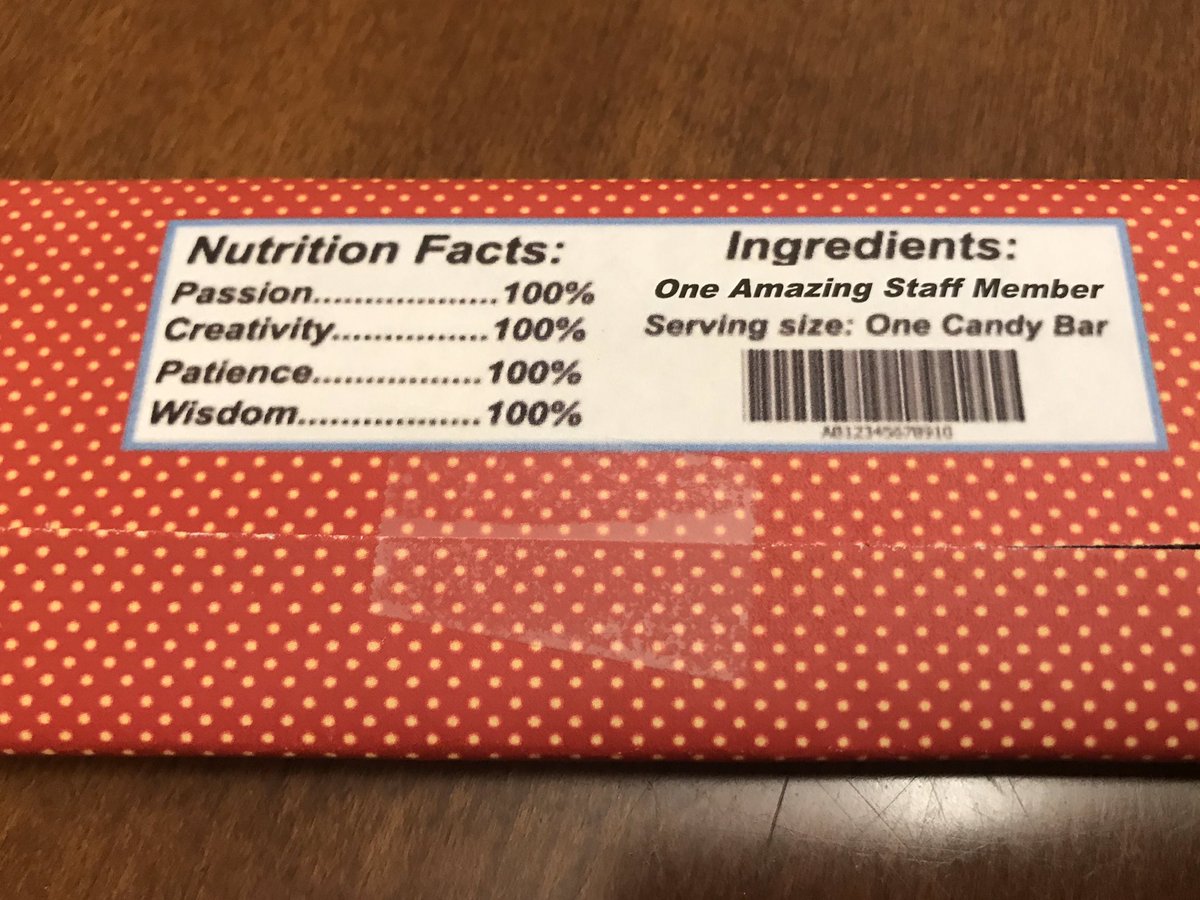 Nutrition Facts:
Passion..................100%
Creativity...............100%
Patience.................100%
Wisdom..................100%
Ingredients:
One Amazing Staff Member
Serving size: One Candy Bar
A012345678910